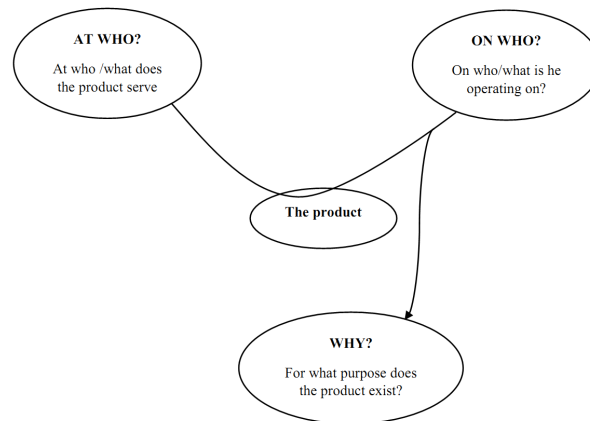 AT WHO?
At who /what does
the product serve
ON WHO?
On who/what is he
operating on?
The product
WHY?
For what purpose does
the product exist?